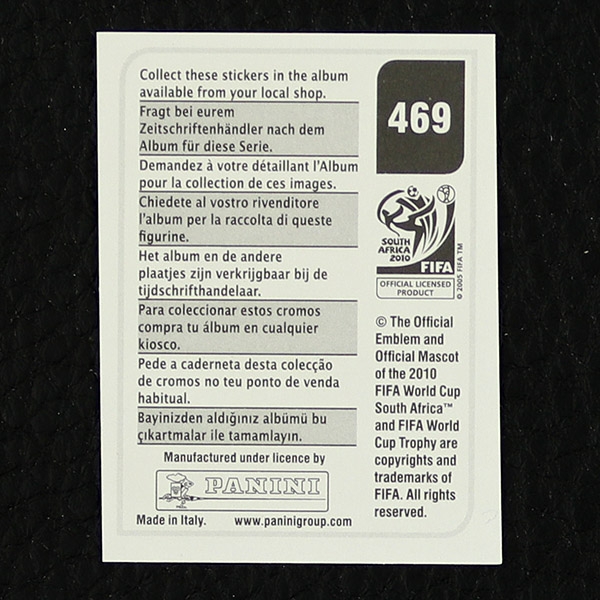 Collect these stickers in the album
available from your local shop.
Fragt bei eurem
Zeitschriftenhändler nach dem
Album für diese Serie.
Demandez à votre détaillant l'Album
pour la collection de ces images.
Chiedete al vostro rivenditore
l'album per la raccolta di queste
figurine.
Het album en de andere
plaatjes zijn verkrijgbaar bij de
tijdschrifthandelaar.
Para coleccionar estos cromos
compra tu álbum en cualquier
kiosco.
Pede a caderneta desta colecção
de cromos no teu ponto de venda
habitual.
Bayinizden aldığınız albümü bu
çıkartmalar ile tamamlayın.
Manufactured under licence by
PANINI
Made in Italy. www.paninigroup.com
469
SOUTH
AFRICA
2010
FIFA
OFFICIAL LICENSED
PRODUCT
© 2005 FIFA TM
© The Official
Emblem and
Official Mascot
of the 2010
FIFA World Cup
South Africa™
and FIFA World
Cup Trophy are
copyrights and
trademarks of
FIFA. All rights
reserved.